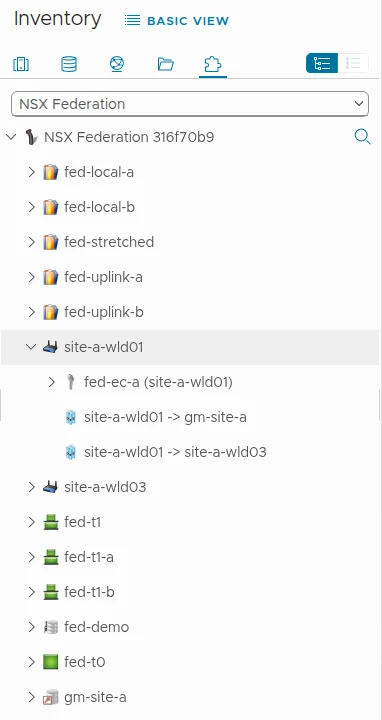 Inventory
BASIC VIEW
NSX Federation
NSX Federation 316f70b9
fed-local-a
fed-local-b
fed-stretched
fed-uplink-a
fed-uplink-b
site-a-wld01
fed-ec-a (site-a-wld01)
site-a-wld01 -> gm-site-a
site-a-wld01 -> site-a-wld03
site-a-wld03
fed-t1
fed-t1-a
fed-t1-b
fed-demo
fed-t0
gm-site-a